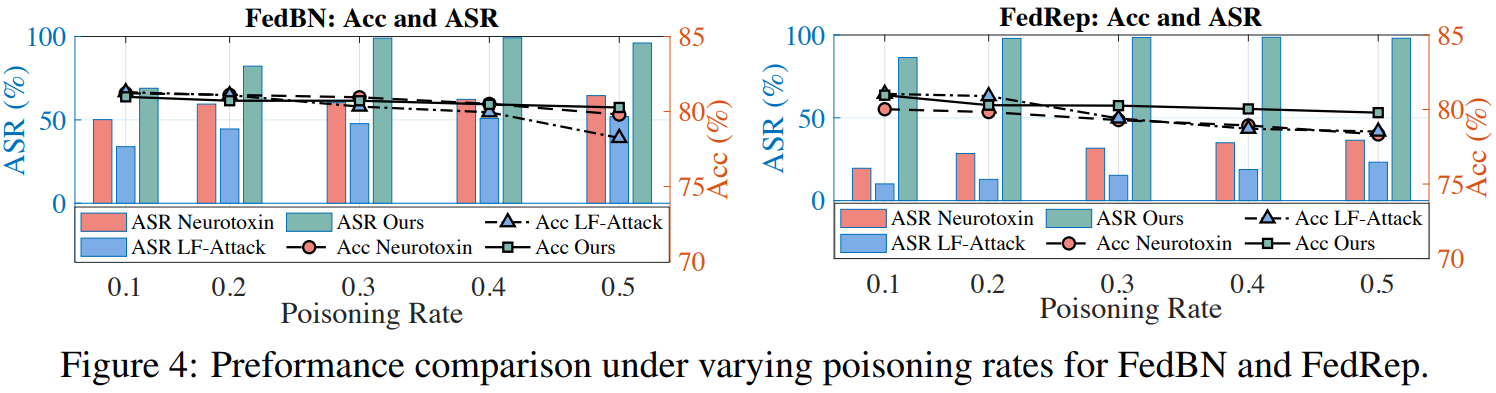 FedBN: Acc and ASR
100
50
0
ASR (%)
85
80
75
70
Acc (%)
ASR Neurotoxin
ASR Ours
Acc LF-Attack
ASR LF-Attack
Acc Neurotoxin
Acc Ours
0.1 0.2 0.3 0.4 0.5
Poisoning Rate
FedRep: Acc and ASR
100
50
0
ASR (%)
85
80
75
70
Acc (%)
ASR Neurotoxin
ASR Ours
Acc LF-Attack
ASR LF-Attack
Acc Neurotoxin
Acc Ours
0.1 0.2 0.3 0.4 0.5
Poisoning Rate
Figure 4: Preformance comparison under varying poisoning rates for FedBN and FedRep.